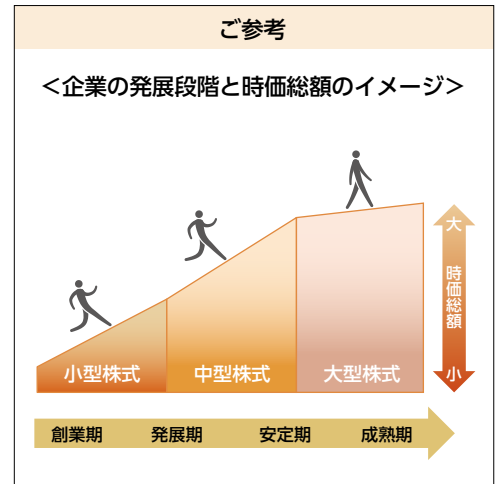 ご参考
<企業の発展段階と時価総額のイメージ>
大
時価総額
小
小型株式 中型株式 大型株式
創業期 発展期 安定期 成熟期